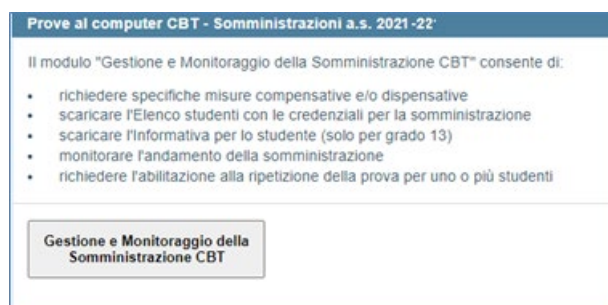 Prove al computer CBT - Somministrazioni a.s. 2021-22
Il modulo "Gestione e Monitoraggio della Somministrazione CBT" consente di:
• richiedere specifiche misure compensative e/o dispensative
• scaricare l'Elenco studenti con le credenziali per la somministrazione
• scaricare l'Informativa per lo studente (solo per grado 13)
• monitorare l'andamento della somministrazione
• richiedere l'abilitazione alla ripetizione della prova per uno o più studenti
Gestione e Monitoraggio della
Somministrazione CBT